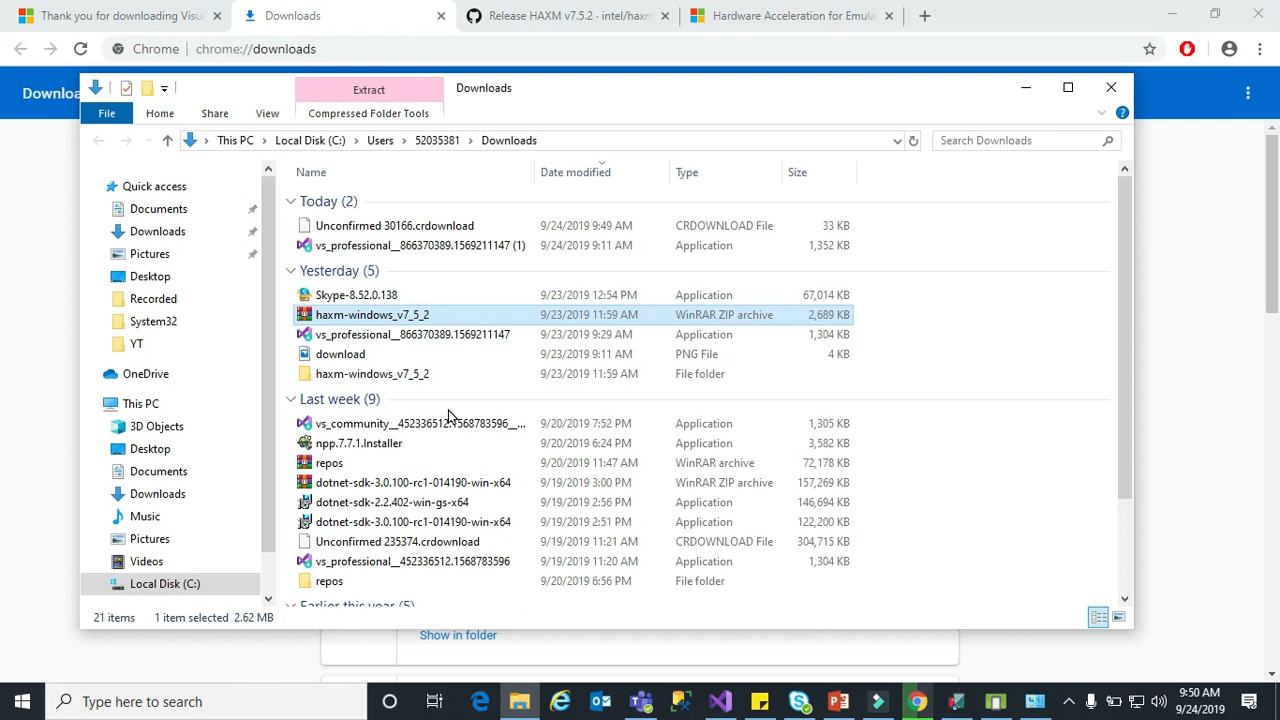 Thank you for downloading Visu
Downloads
Release HAXM v7.5.2 · intel/haxm
Hardware Acceleration for Emula
Chrome
chrome://downloads
Downloa
Extract
Downloads
File
Home
Share
View
Compressed Folder Tools
This PC
Local Disk (C:)
Users
52035381
Downloads
Search Downloads
Name
Date modified
Type
Size
Quick access
Documents
Downloads
Pictures
Desktop
Recorded
System32
YT
OneDrive
This PC
3D Objects
Desktop
Documents
Downloads
Music
Pictures
Videos
Local Disk (C:)
Today (2)
Unconfirmed 30166.crdownload 9/24/2019 9:49 AM CRDOWNLOAD File 33 KB
vs_professional__866370389.1569211147 (1) 9/24/2019 9:11 AM Application 1,352 KB
Yesterday (5)
Skype-8.52.0.138 9/23/2019 12:54 PM Application 67,014 KB
haxm-windows_v7_5_2 9/23/2019 11:59 AM WinRAR ZIP archive 2,689 KB
vs_professional__866370389.1569211147 9/23/2019 9:29 AM Application 1,304 KB
download 9/23/2019 9:11 AM PNG File 4 KB
haxm-windows_v7_5_2 9/23/2019 11:59 AM File folder
Last week (9)
vs_community__452336512.1568783596__... 9/20/2019 7:52 PM Application 1,305 KB
npp.7.7.1.Installer 9/20/2019 6:24 PM Application 3,582 KB
repos 9/20/2019 11:47 AM WinRAR archive 72,178 KB
dotnet-sdk-3.0.100-rc1-014190-win-x64 9/19/2019 3:00 PM WinRAR ZIP archive 157,269 KB
dotnet-sdk-2.2.402-win-gs-x64 9/19/2019 2:56 PM Application 146,694 KB
dotnet-sdk-3.0.100-rc1-014190-win-x64 9/19/2019 2:51 PM Application 122,200 KB
Unconfirmed 235374.crdownload 9/19/2019 11:21 AM CRDOWNLOAD File 304,715 KB
vs_professional__452336512.1568783596 9/19/2019 11:20 AM Application 1,304 KB
repos 9/20/2019 6:56 PM File folder
Earlier this year (5)
21 items
1 item selected 2.62 MB
Show in folder
Type here to search
9:50 AM
9/24/2019